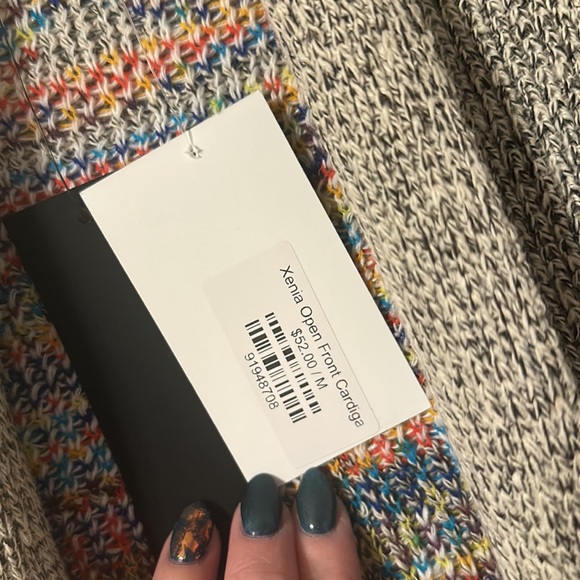 Xenia Open Front Cardiga
$52.00 / M
91948708